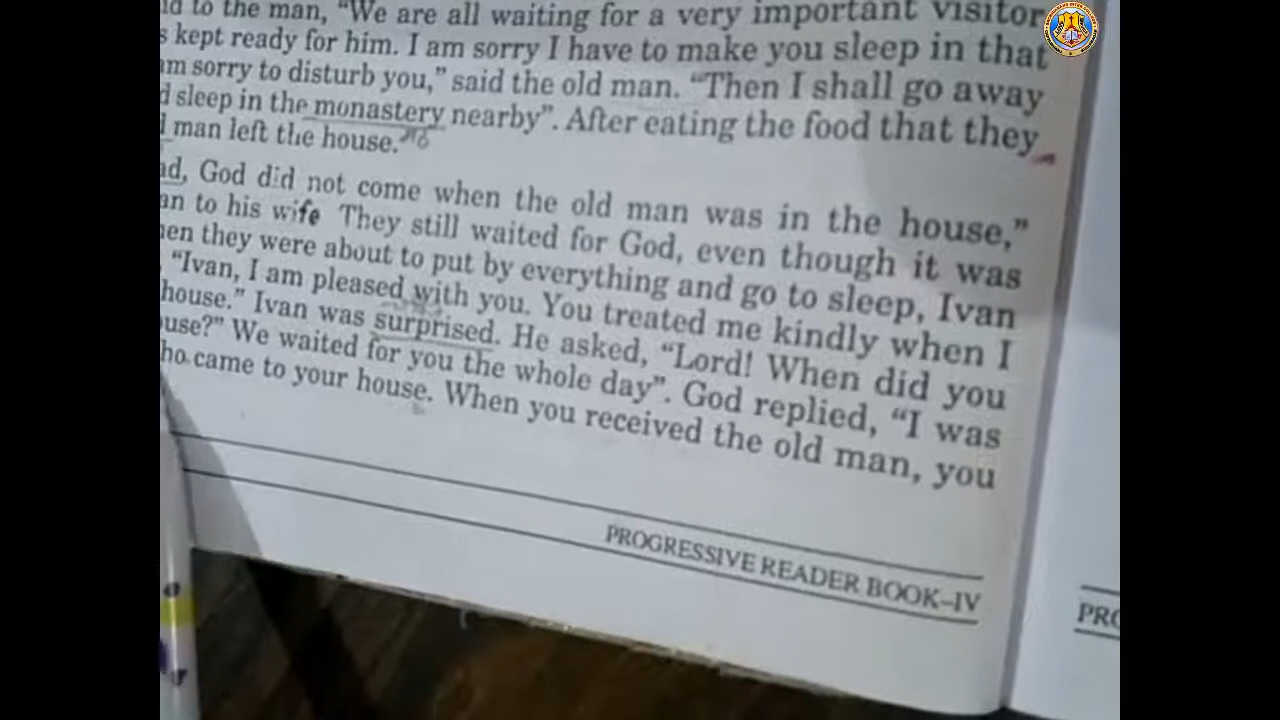 to the man, "We are all waiting for a very important visitor
kept ready for him. I am sorry I have to make you sleep in that
sorry to disturb you," said the old man. "Then I shall go away
sleep in the monastery nearby". After eating the food that they
man left the house."
God did not come when the old man was in the house,"
to his wife They still waited for God, even though it was
they were about to put by everything and go to sleep, Ivan
"Ivan, I am pleased with you. You treated me kindly when I
house." Ivan was surprised. He asked, "Lord! When did you
We waited for you the whole day". God replied, "I was
came to your house. When you received the old man, you
PROGRESSIVE READER BOOK–IV